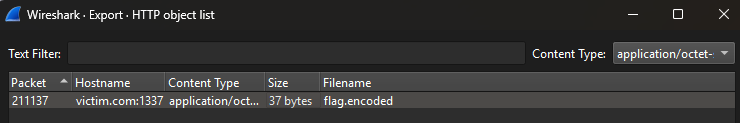 Wireshark · Export · HTTP object list
Text Filter: Content Type: application/octet-
Packet Hostname Content Type Size Filename
211137 victim.com:1337 application/oct... 37 bytes flag.encoded